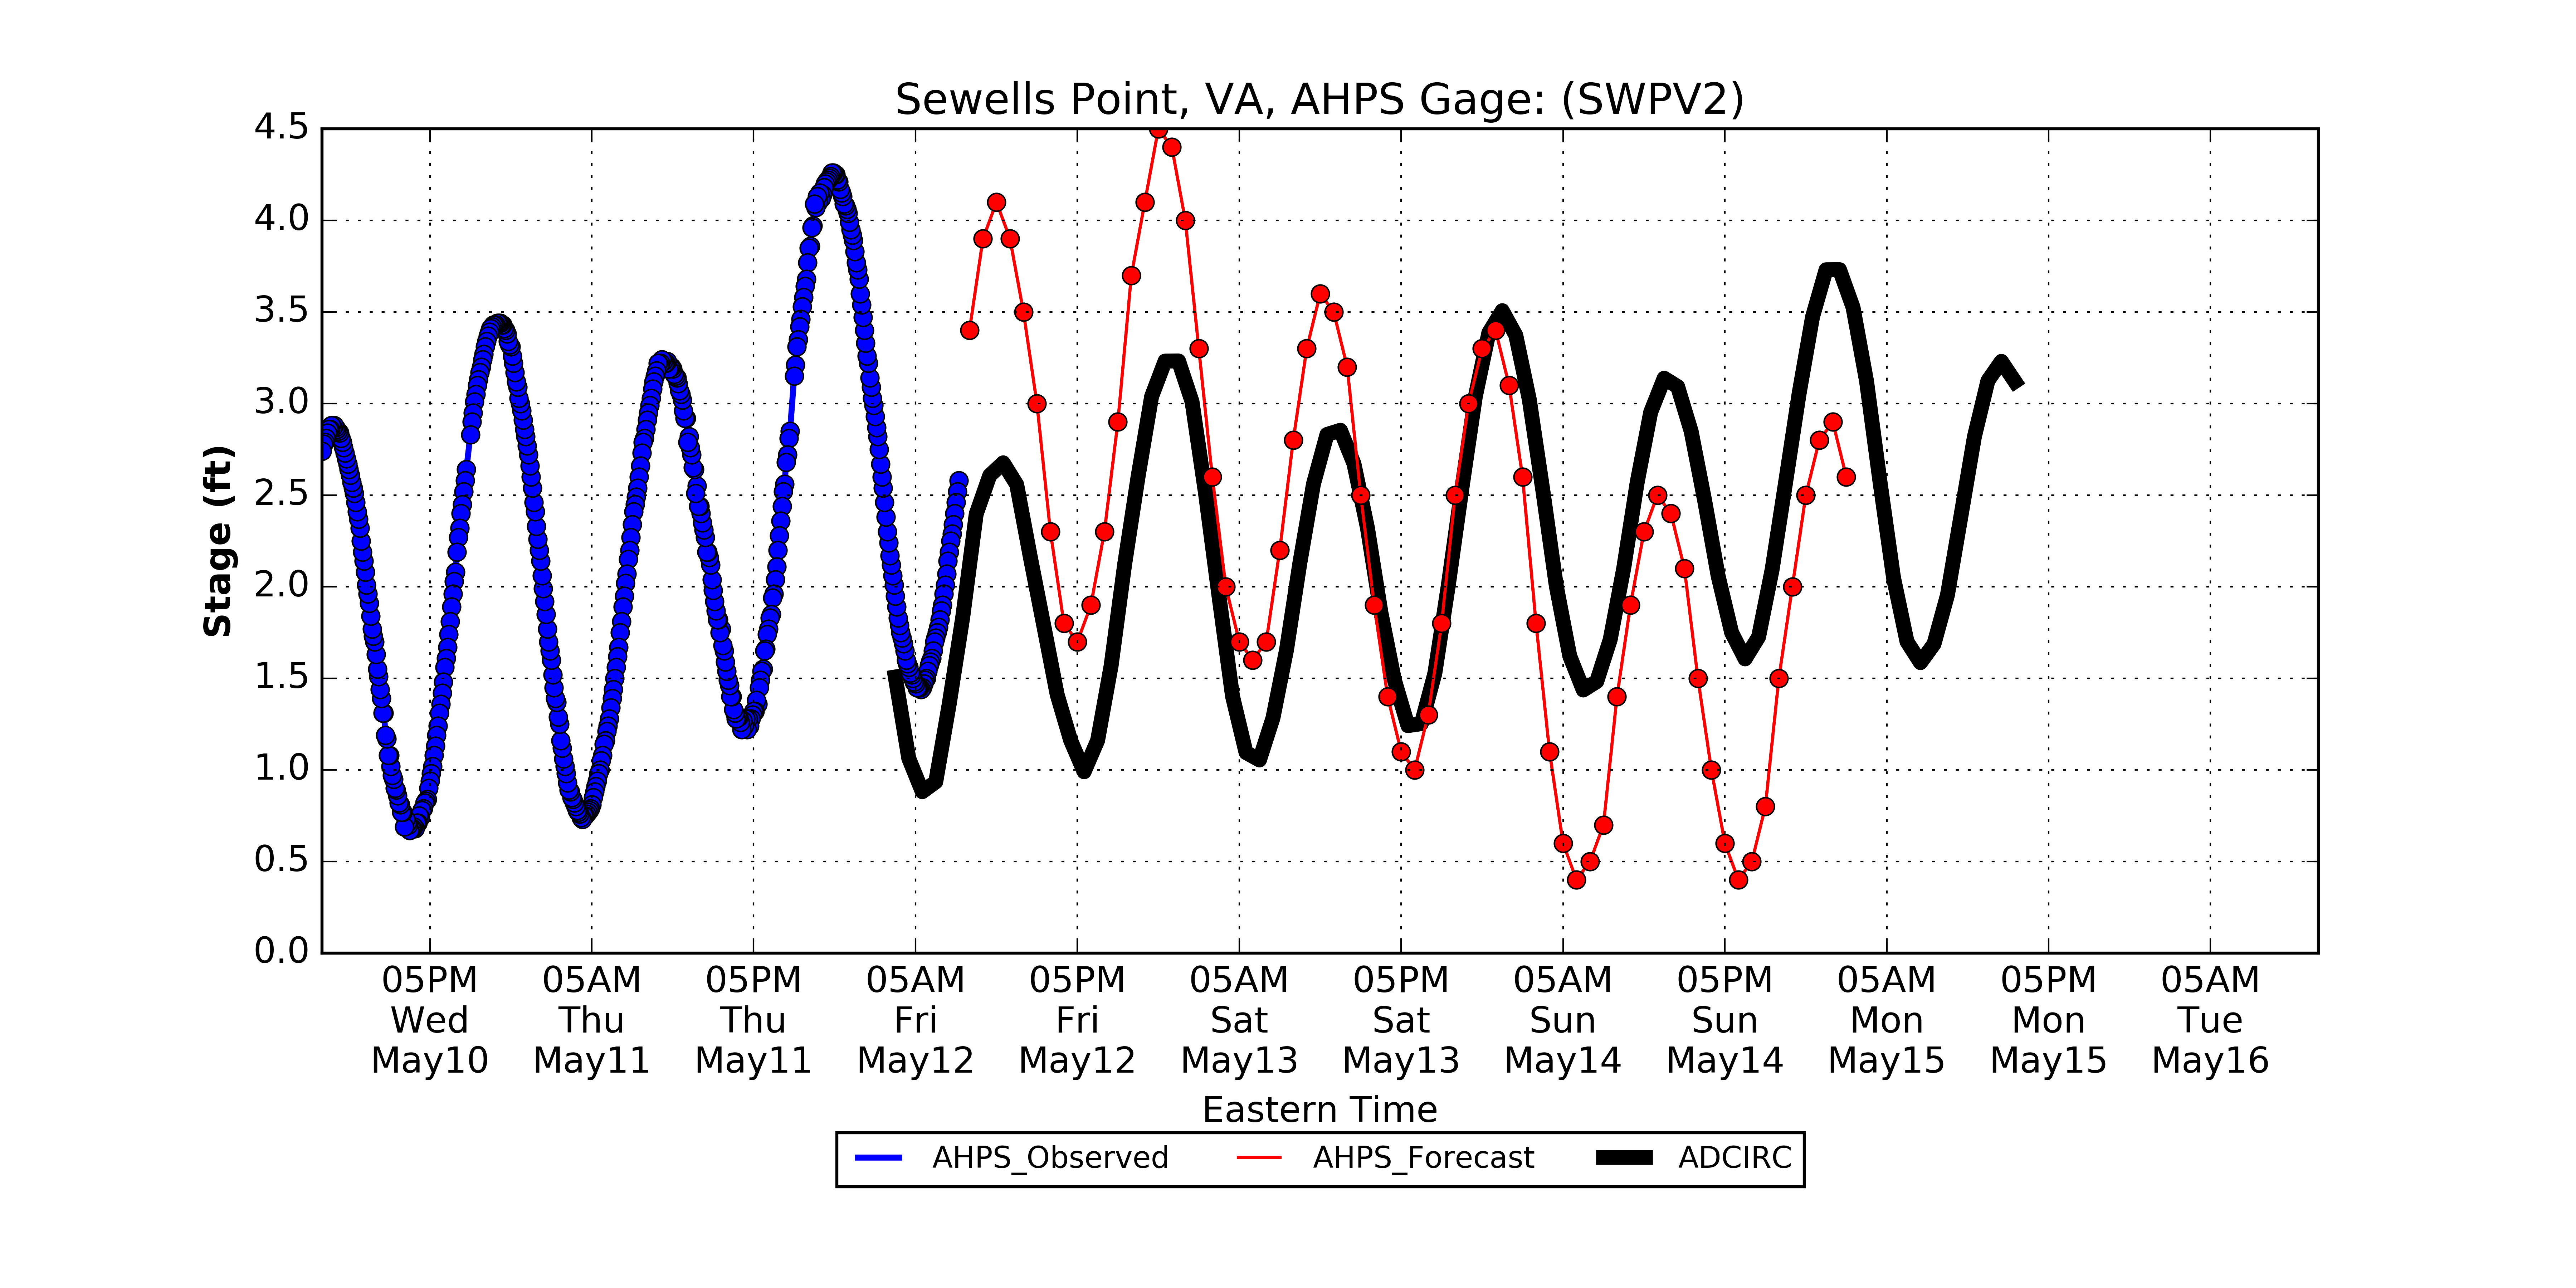 Sewells Point, VA, AHPS Gage: (SWPV2)
4.5
4.0
3.5
3.0
2.5
2.0
1.5
1.0
0.5
0.0
Stage (ft)
05PM 05AM 05PM 05AM 05PM 05AM 05PM 05AM 05PM 05AM 05PM 05AM
Wed Thu Thu Fri Fri Sat Sat Sun Sun Mon Mon Tue
May10 May11 May11 May12 May12 May13 May13 May14 May14 May15 May15 May16
Eastern Time
AHPS_Observed AHPS_Forecast ADCIRC